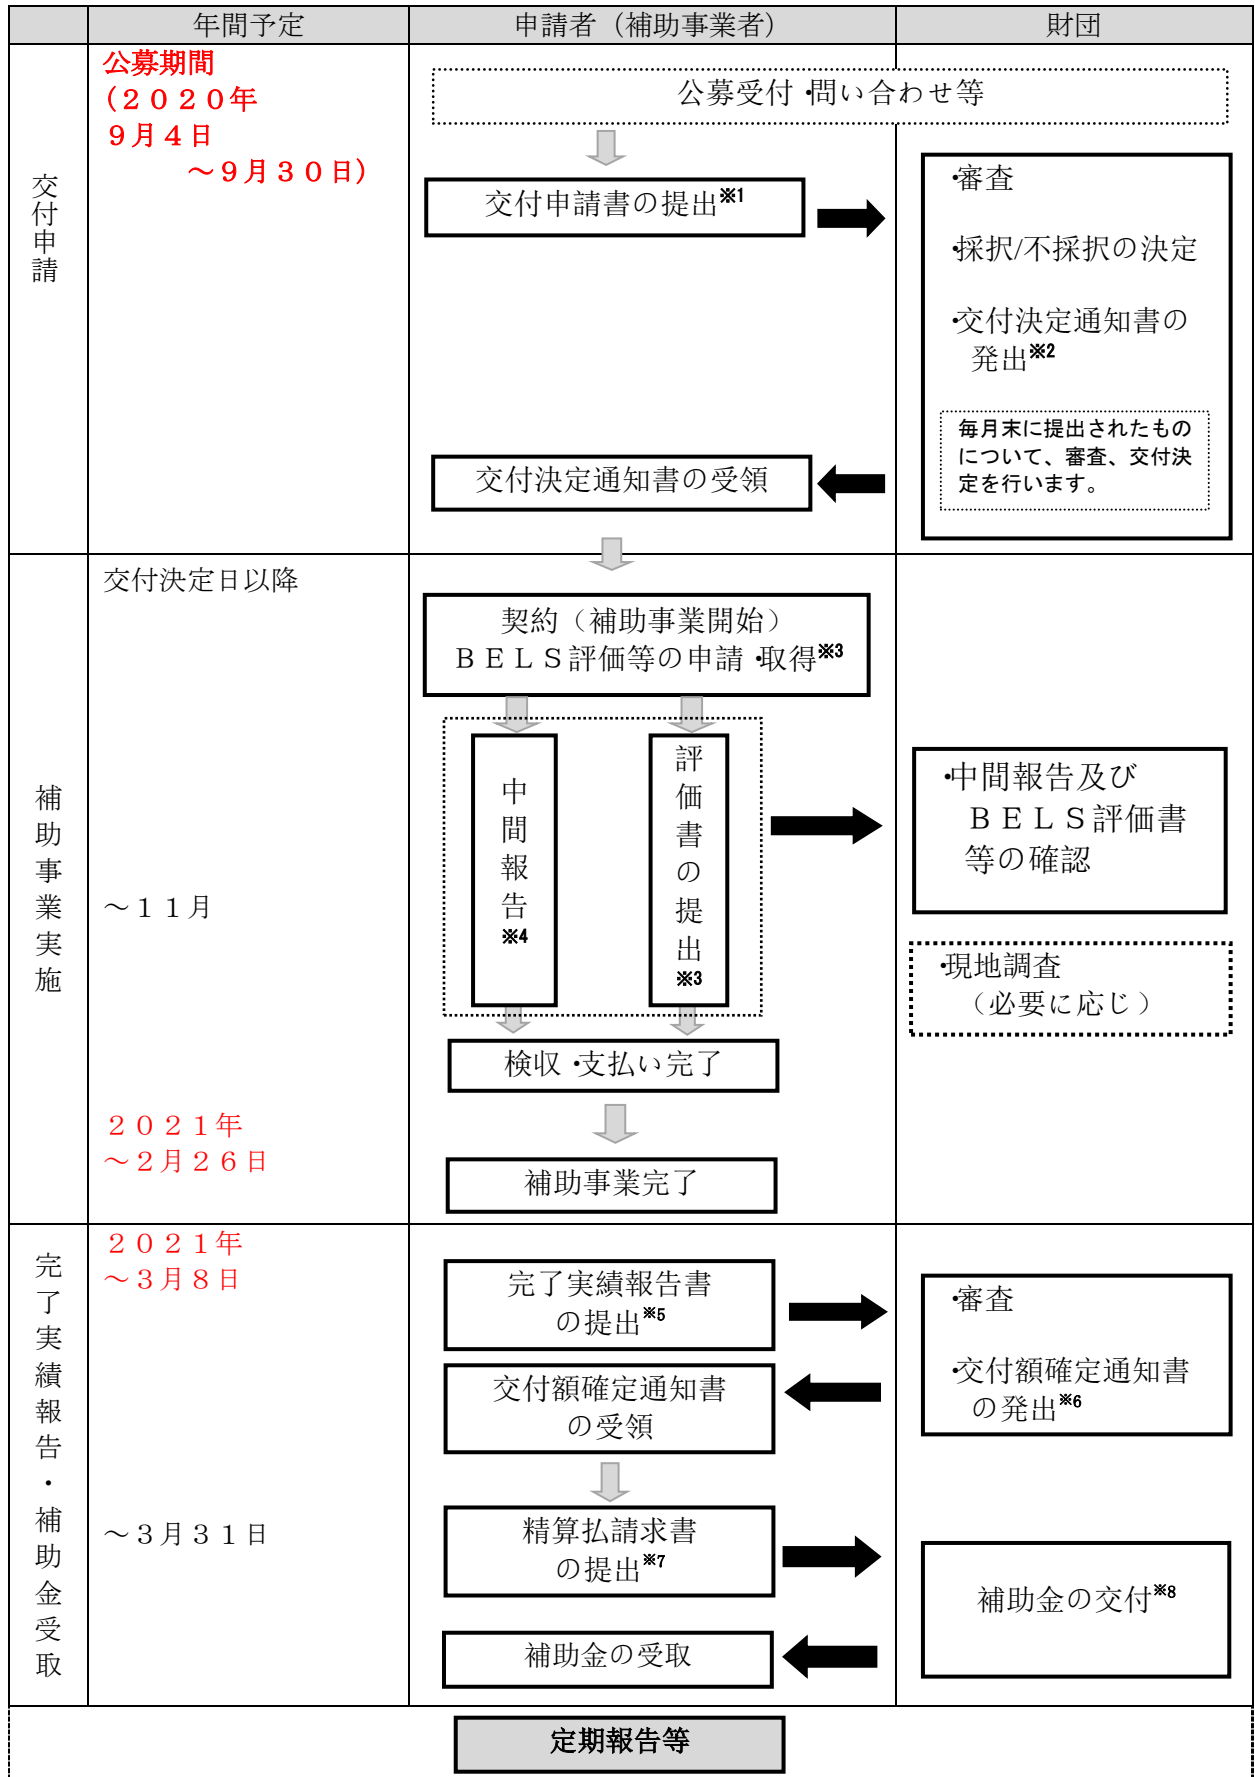 年間予定
申請者（補助事業者）
財団
交付申請
公募期間
（２０２０年
９月４日
～９月３０日）
公募受付・問い合わせ等
交付申請書の提出※1
・審査
・採択/不採択の決定
・交付決定通知書の
発出※2
毎月末に提出されたもの
について、審査、交付決
定を行います。
交付決定通知書の受領
補助事業実施
交付決定日以降
～１１月
２０２１年
～２月２６日
契約（補助事業開始）
ＢＥＬＳ評価等の申請・取得※3
中間報告※4
評価書の提出※3
・中間報告及び
ＢＥＬＳ評価書
等の確認
・現地調査
（必要に応じ）
検収・支払い完了
補助事業完了
完了実績報告・補助金受取
２０２１年
～３月８日
～３月３１日
完了実績報告書
の提出※5
・審査
・交付額確定通知書
の発出※6
交付額確定通知書
の受領
精算払請求書
の提出※7
補助金の交付※8
補助金の受取
定期報告等